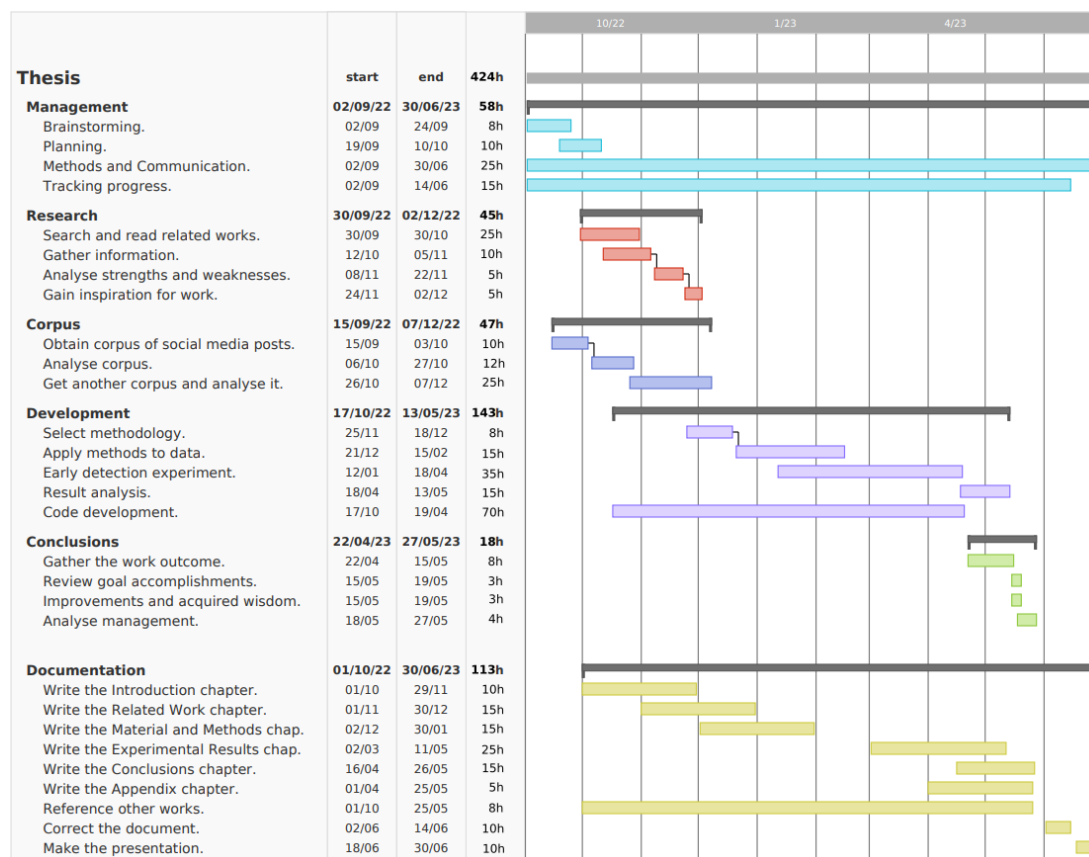 10/22 1/23 4/23
Thesis start end 424h
Management 02/09/22 30/06/23 58h
Brainstorming. 02/09 24/09 8h
Planning. 19/09 10/10 10h
Methods and Communication. 02/09 30/06 25h
Tracking progress. 02/09 14/06 15h
Research 30/09/22 02/12/22 45h
Search and read related works. 30/09 30/10 25h
Gather information. 12/10 05/11 10h
Analyse strengths and weaknesses. 08/11 22/11 5h
Gain inspiration for work. 24/11 02/12 5h
Corpus 15/09/22 07/12/22 47h
Obtain corpus of social media posts. 15/09 03/10 10h
Analyse corpus. 06/10 27/10 12h
Get another corpus and analyse it. 26/10 07/12 25h
Development 17/10/22 13/05/23 143h
Select methodology. 25/11 18/12 8h
Apply methods to data. 21/12 15/02 15h
Early detection experiment. 12/01 18/04 35h
Result analysis. 18/04 13/05 15h
Code development. 17/10 19/04 70h
Conclusions 22/04/23 27/05/23 18h
Gather the work outcome. 22/04 15/05 8h
Review goal accomplishments. 15/05 19/05 3h
Improvements and acquired wisdom. 15/05 19/05 3h
Analyse management. 18/05 27/05 4h
Documentation 01/10/22 30/06/23 113h
Write the Introduction chapter. 01/10 29/11 10h
Write the Related Work chapter. 01/11 30/12 15h
Write the Material and Methods chap. 02/12 30/01 15h
Write the Experimental Results chap. 02/03 11/05 25h
Write the Conclusions chapter. 16/04 26/05 15h
Write the Appendix chapter. 01/04 25/05 5h
Reference other works. 01/10 25/05 8h
Correct the document. 02/06 14/06 10h
Make the presentation. 18/06 30/06 10h